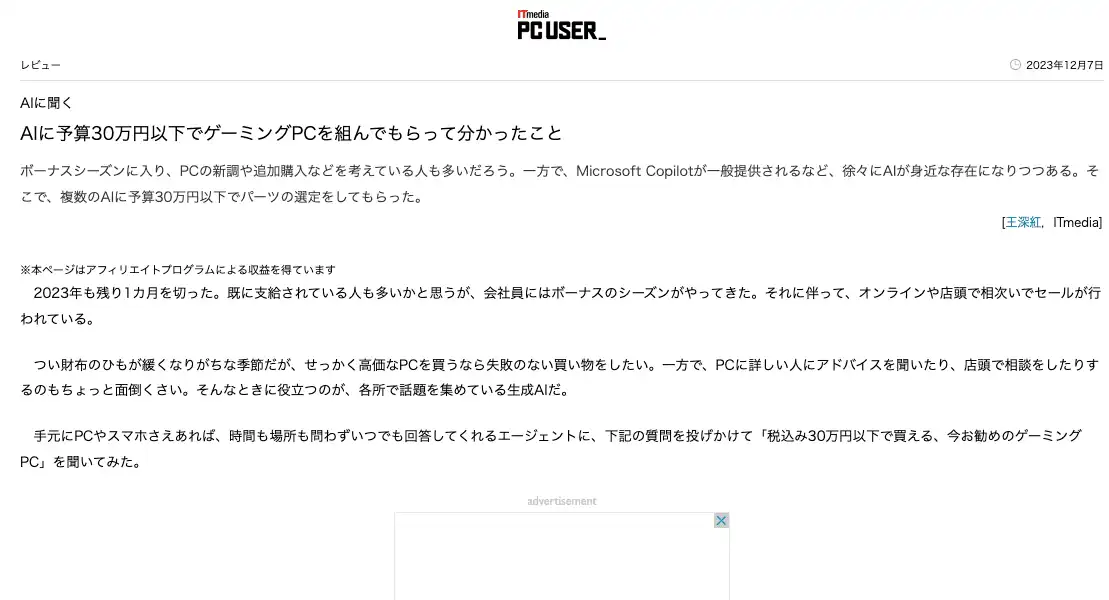 ITmedia
PC USER_
レビュー
2023年12月7日
AIに聞く
AIに予算30万円以下でゲーミングPCを組んでもらって分かったこと
ボーナスシーズンに入り、PCの新調や追加購入などを考えている人も多いだろう。一方で、Microsoft Copilotが一般提供されるなど、徐々にAIが身近な存在になりつつある。そ
こで、複数のAIに予算30万円以下でパーツの選定をしてもらった。
[王深紅, ITmedia]
※本ページはアフィリエイトプログラムによる収益を得ています
　2023年も残り1カ月を切った。既に支給されている人も多いかと思うが、会社員にはボーナスのシーズンがやってきた。それに伴って、オンラインや店頭で相次いでセールが行
われている。
　つい財布のひもが緩くなりがちな季節だが、せっかく高価なPCを買うなら失敗のない買い物をしたい。一方で、PCに詳しい人にアドバイスを聞いたり、店頭で相談をしたりす
るのもちょっと面倒くさい。そんなときに役立つのが、各所で話題を集めている生成AIだ。
　手元にPCやスマホさえあれば、時間も場所も問わずいつでも回答してくれるエージェントに、下記の質問を投げかけて「税込み30万円以下で買える、今お勧めのゲーミング
PC」を聞いてみた。
advertisement